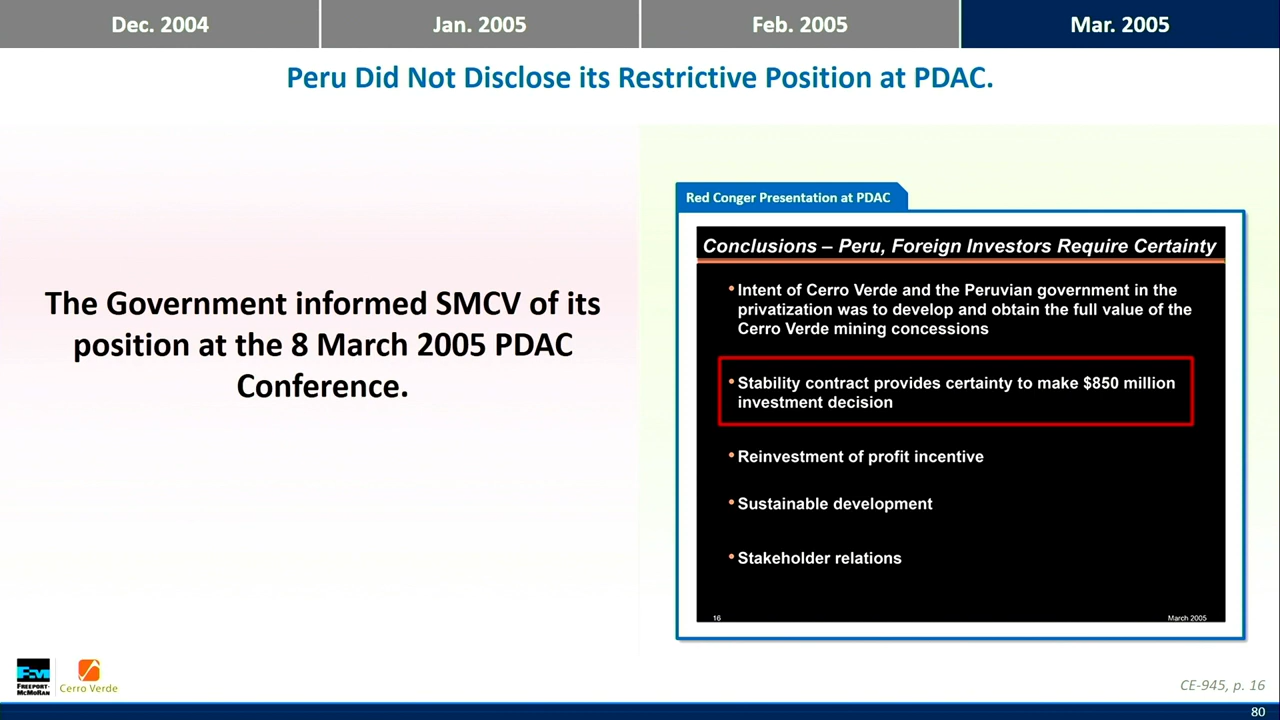 Dec. 2004
Jan. 2005
Feb. 2005
Mar. 2005
Peru Did Not Disclose its Restrictive Position at PDAC.
The Government informed SMCV of its
position at the 8 March 2005 PDAC
Conference.
Red Conger Presentation at PDAC
Conclusions – Peru, Foreign Investors Require Certainty
•Intent of Cerro Verde and the Peruvian government in the
privatization was to develop and obtain the full value of the
Cerro Verde mining concessions
•Stability contract provides certainty to make $850 million
investment decision
•Reinvestment of profit incentive
•Sustainable development
•Stakeholder relations
16
March 2005
FREEPORT-
McMoRAN
Cerro Verde
CE-945, p. 16
80